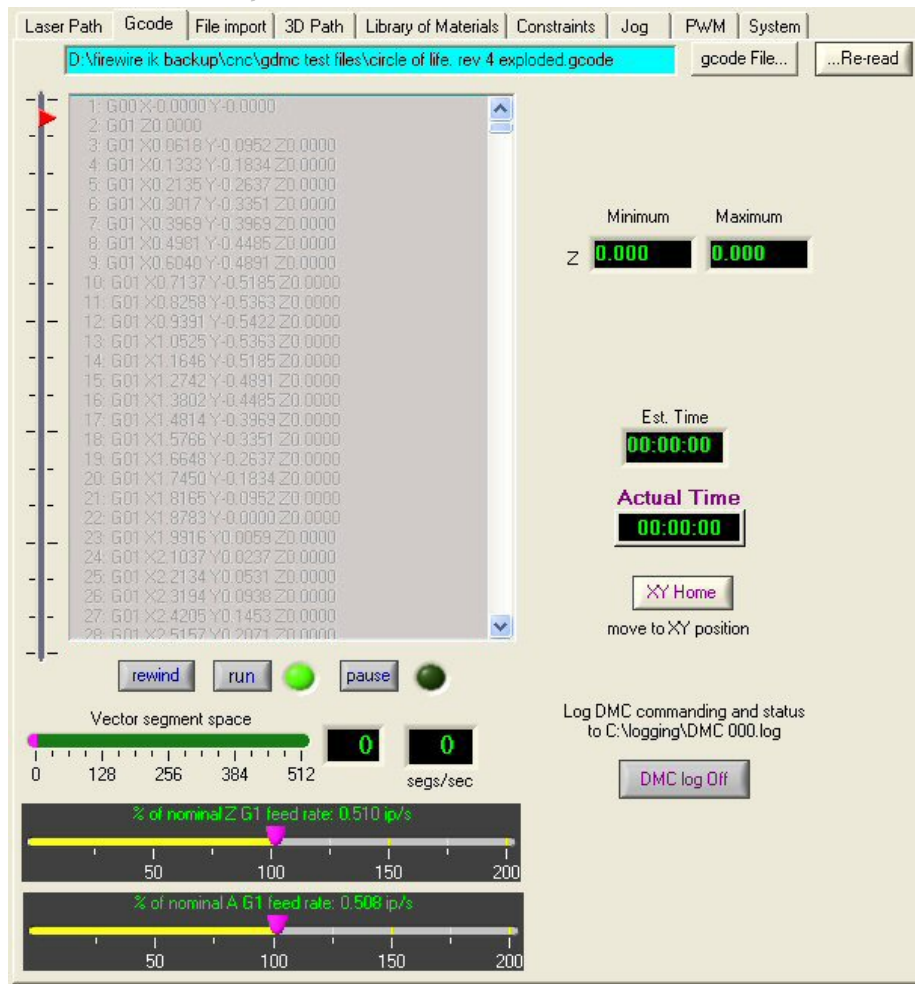 Laser Path Gcode File import 3D Path Library of Materials Constraints Jog PWM System
D:\firewire ik backup\cnc\gdmc test files\circle of life. rev 4 exploded.gcode gcode File... ...Re-read
1: G00 X-0.0000 Y-0.0000
2: G01 Z0.0000
3: G01 X0.0618 Y-0.0952 Z0.0000
4: G01 X0.1333 Y-0.1834 Z0.0000
5: G01 X0.2135 Y-0.2637 Z0.0000
6: G01 X0.3017 Y-0.3351 Z0.0000
7: G01 X0.3969 Y-0.3969 Z0.0000
8: G01 X0.4981 Y-0.4485 Z0.0000
9: G01 X0.6040 Y-0.4891 Z0.0000
10: G01 X0.7137 Y-0.5185 Z0.0000
11: G01 X0.8258 Y-0.5363 Z0.0000
12: G01 X0.9391 Y-0.5422 Z0.0000
13: G01 X1.0525 Y-0.5363 Z0.0000
14: G01 X1.1646 Y-0.5185 Z0.0000
15: G01 X1.2742 Y-0.4891 Z0.0000
16: G01 X1.3802 Y-0.4485 Z0.0000
17: G01 X1.4814 Y-0.3969 Z0.0000
18: G01 X1.5766 Y-0.3351 Z0.0000
19: G01 X1.6648 Y-0.2637 Z0.0000
20: G01 X1.7450 Y-0.1834 Z0.0000
21: G01 X1.8165 Y-0.0952 Z0.0000
22: G01 X1.8783 Y-0.0000 Z0.0000
23: G01 X1.9916 Y0.0059 Z0.0000
24: G01 X2.1037 Y0.0237 Z0.0000
25: G01 X2.2134 Y0.0531 Z0.0000
26: G01 X2.3194 Y0.0938 Z0.0000
27: G01 X2.4205 Y0.1453 Z0.0000
28: G01 X2.5157 Y0.2071 Z0.0000
Minimum Maximum
Z 0.000 0.000
Est. Time
00:00:00
Actual Time
00:00:00
XY Home
move to XY position
rewind run pause
Vector segment space
0 128 256 384 512
0 0
segs/sec
Log DMC commanding and status
to C:\logging\DMC 000.log
DMC log Off
% of nominal Z G1 feed rate: 0.510 ip/s
50 100 150 200
% of nominal A G1 feed rate: 0.508 ip/s
50 100 150 200